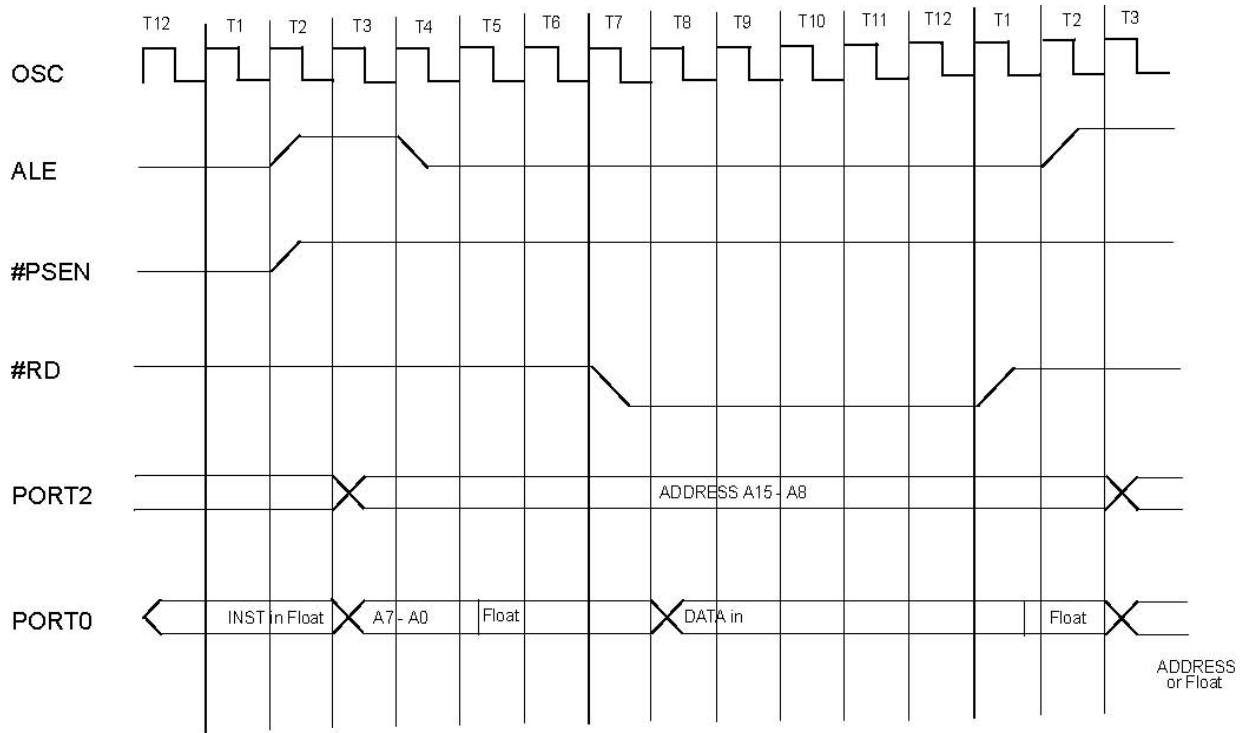 T12 T1 T2 T3 T4 T5 T6 T7 T8 T9 T10 T11 T12 T1 T2 T3
OSC
ALE
#PSEN
#RD
PORT2 ADDRESS A15 - A8
PORT0 INST in Float A7 - A0 Float DATA in Float
ADDRESS
or Float